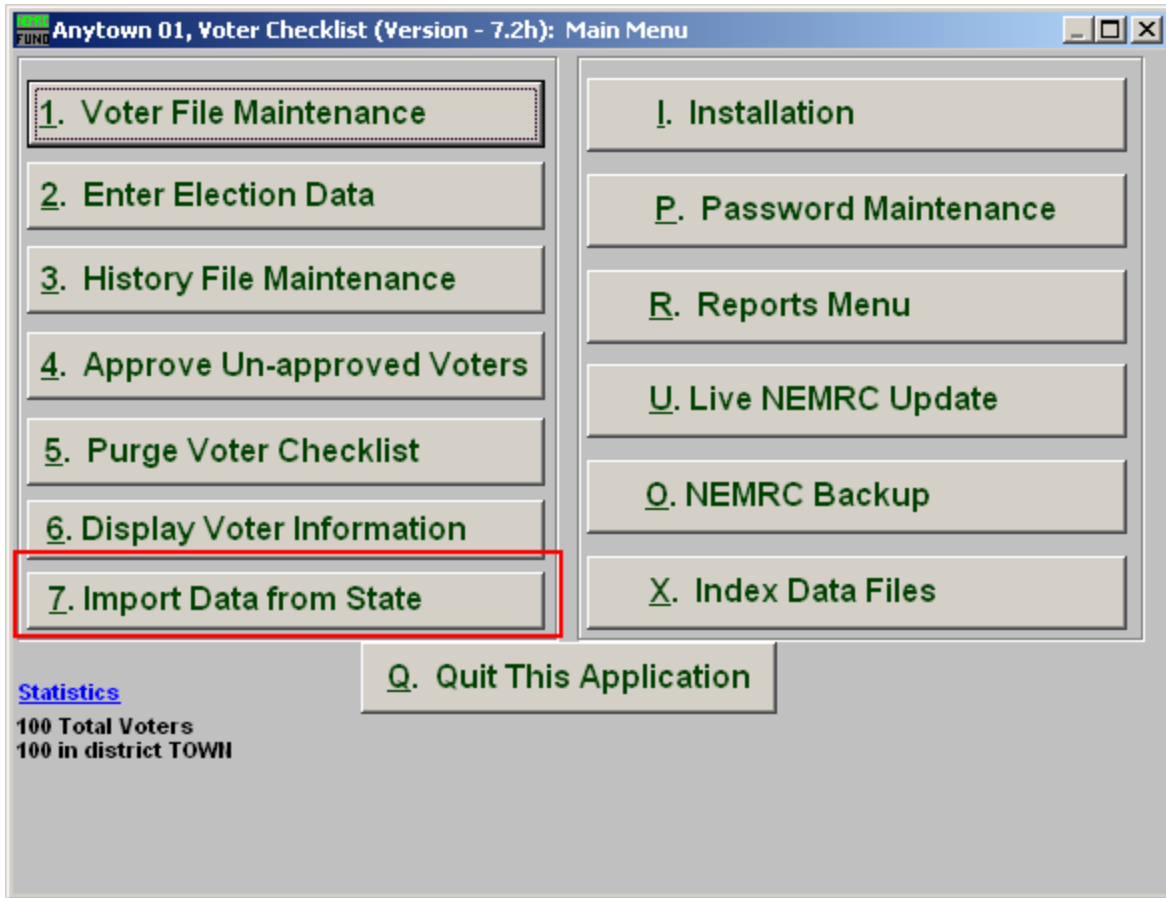 NEMRC
FUND
Anytown 01, Voter Checklist (Version - 7.2h): Main Menu
1. Voter File Maintenance
2. Enter Election Data
3. History File Maintenance
4. Approve Un-approved Voters
5. Purge Voter Checklist
6. Display Voter Information
7. Import Data from State
I. Installation
P. Password Maintenance
R. Reports Menu
U. Live NEMRC Update
O. NEMRC Backup
X. Index Data Files
Q. Quit This Application
Statistics
100 Total Voters
100 in district TOWN